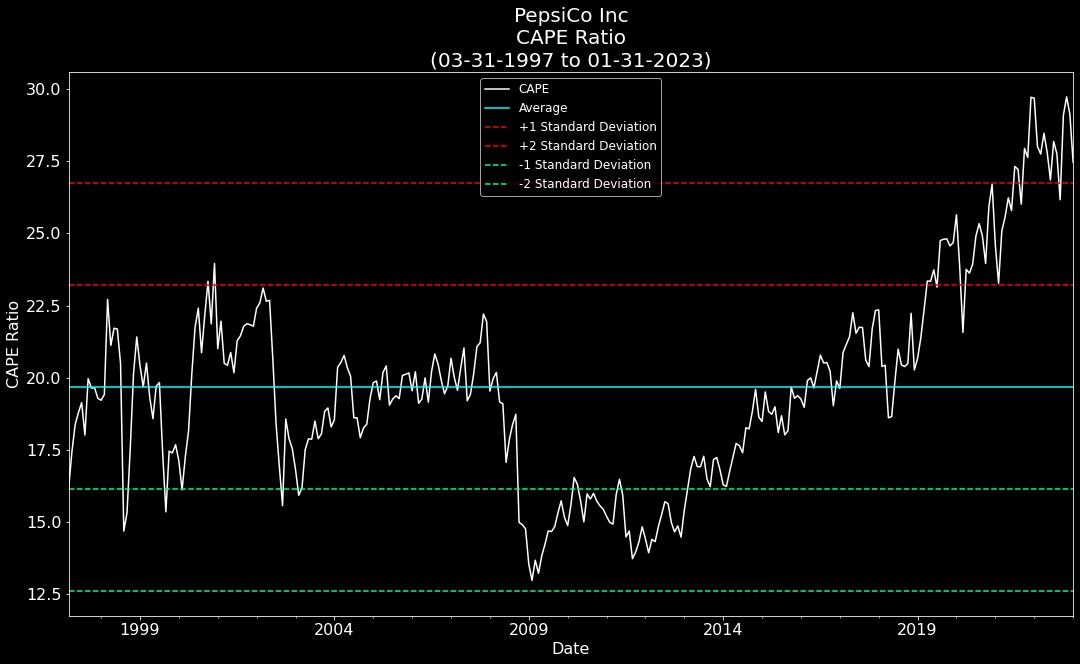 PepsiCo Inc
CAPE Ratio
(03-31-1997 to 01-31-2023)
CAPE
Average
+1 Standard Deviation
+2 Standard Deviation
-1 Standard Deviation
-2 Standard Deviation
CAPE Ratio
30.0
27.5
25.0
22.5
20.0
17.5
15.0
12.5
1999
2004
2009
2014
2019
Date